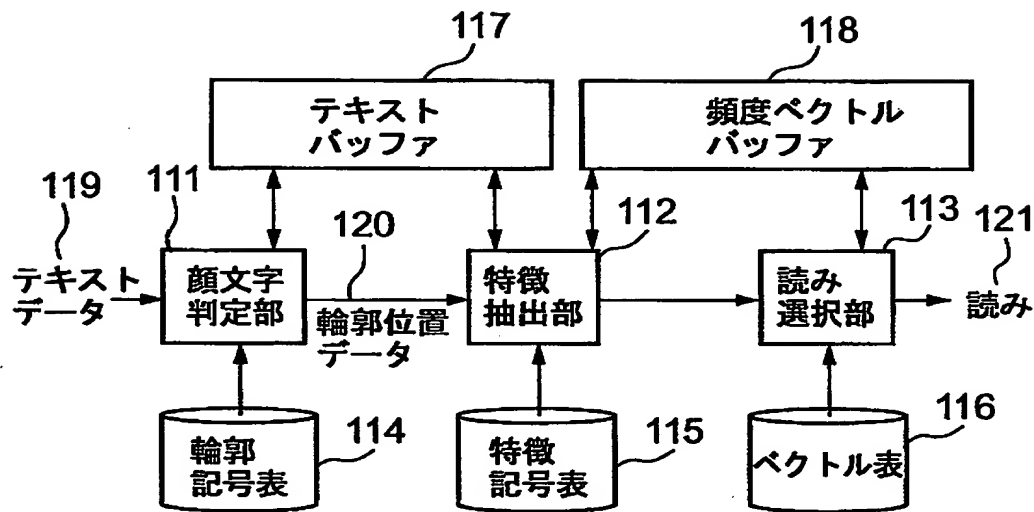 117
118
テキスト
バッファ
頻度ベクトル
バッファ
119
111
120
112
113
121
テキスト
データ
顔文字
判定部
輪郭位置
データ
特徴
抽出部
読み
選択部
読み
114
115
116
輪郭
記号表
特徴
記号表
ベクトル表